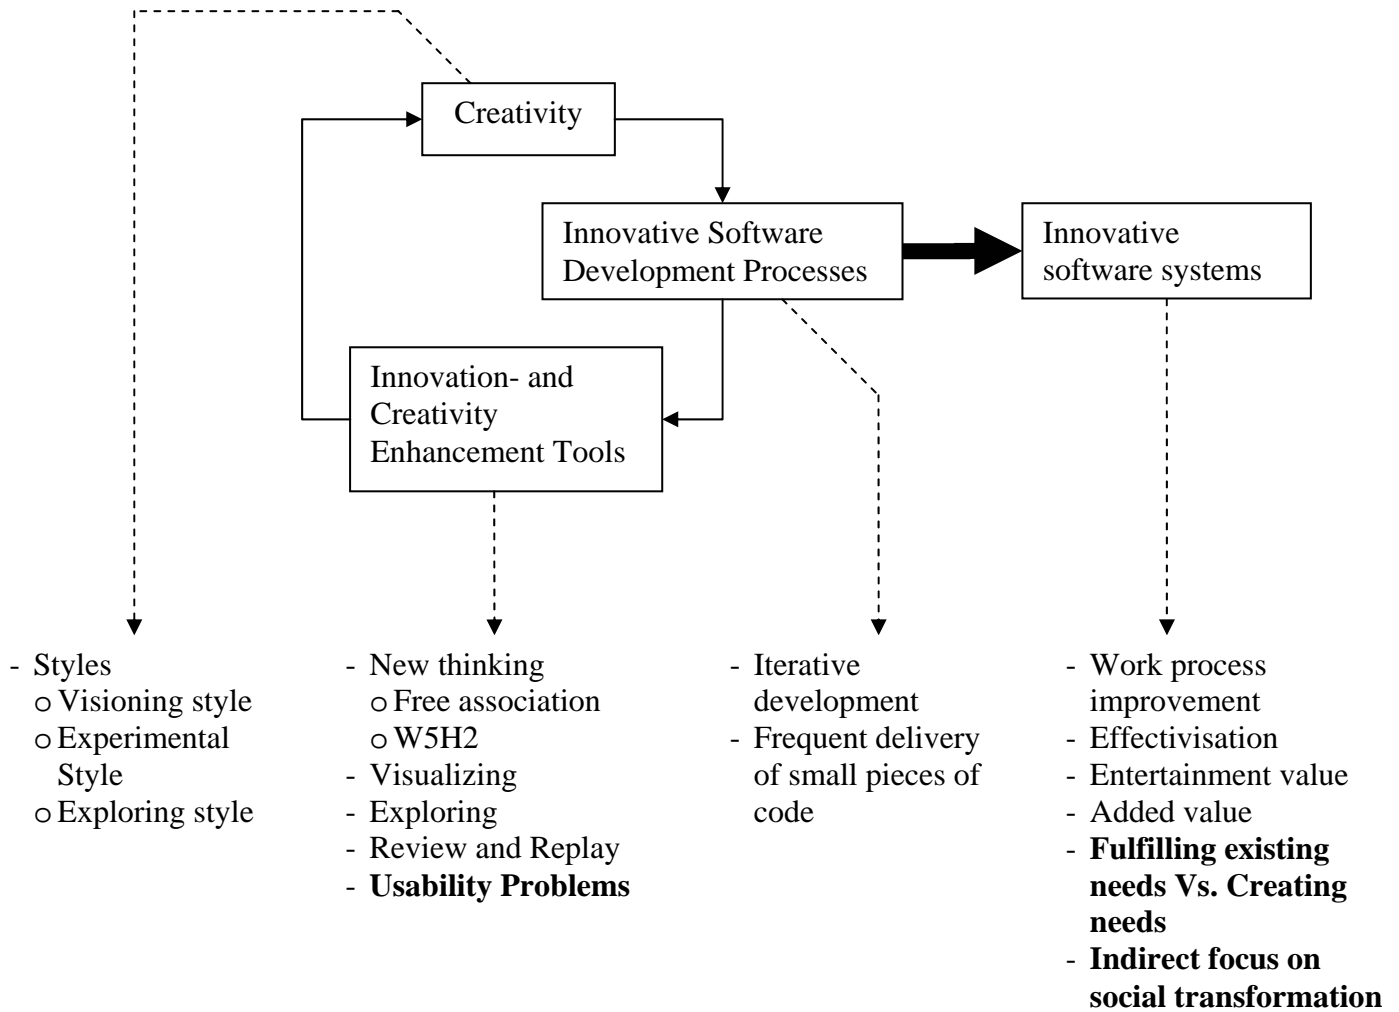 Creativity
Innovative Software
Development Processes
Innovative
software systems
Innovation- and
Creativity
Enhancement Tools
- Styles
o Visioning style
o Experimental
Style
o Exploring style
- New thinking
o Free association
o W5H2
- Visualizing
- Exploring
- Review and Replay
- Usability Problems
- Iterative
development
- Frequent delivery
of small pieces of
code
- Work process
improvement
- Effectivisation
- Entertainment value
- Added value
- Fulfilling existing
needs Vs. Creating
needs
- Indirect focus on
social transformation